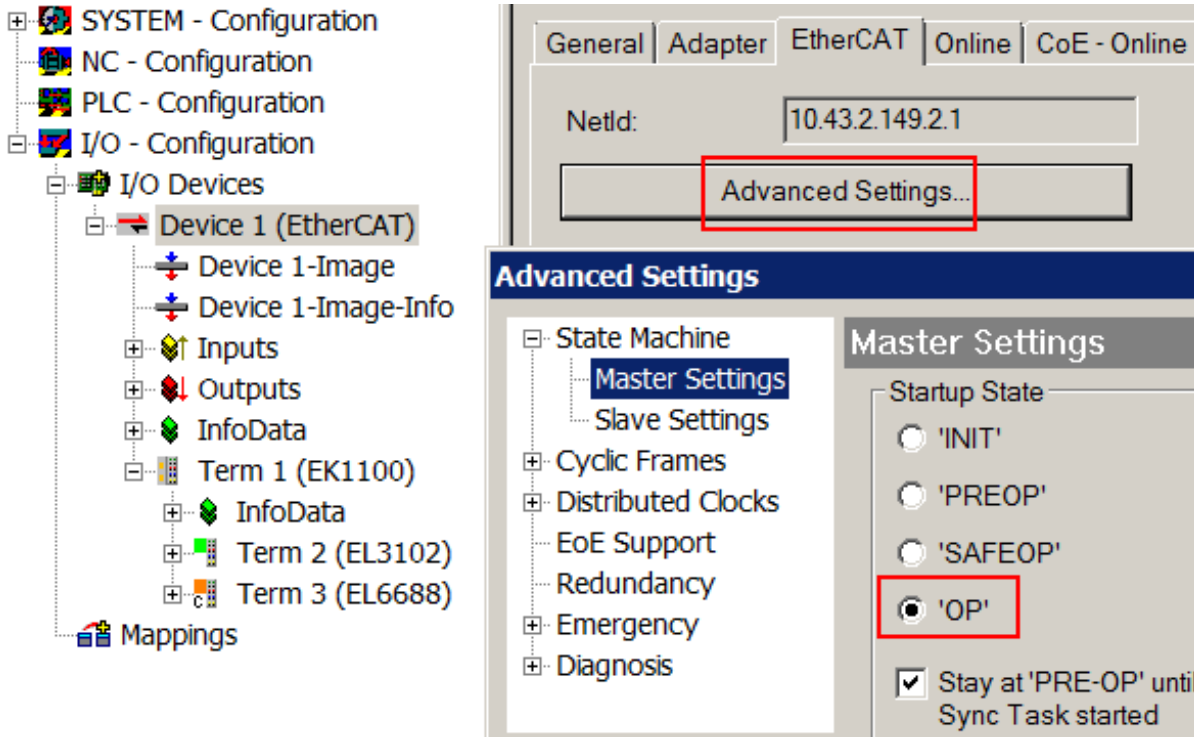 SYSTEM - Configuration
NC - Configuration
PLC - Configuration
I/O - Configuration
I/O Devices
Device 1 (EtherCAT)
Device 1-Image
Device 1-Image-Info
Inputs
Outputs
InfoData
Term 1 (EK1100)
InfoData
Term 2 (EL3102)
Term 3 (EL6688)
Mappings
General Adapter EtherCAT Online CoE - Online
NetId: 10.43.2.149.2.1
Advanced Settings...
Advanced Settings
State Machine
Master Settings
Slave Settings
Cyclic Frames
Distributed Clocks
EoE Support
Redundancy
Emergency
Diagnosis
Master Settings
Startup State
'INIT'
'PREOP'
'SAFEOP'
'OP'
Stay at 'PRE-OP' until
Sync Task started